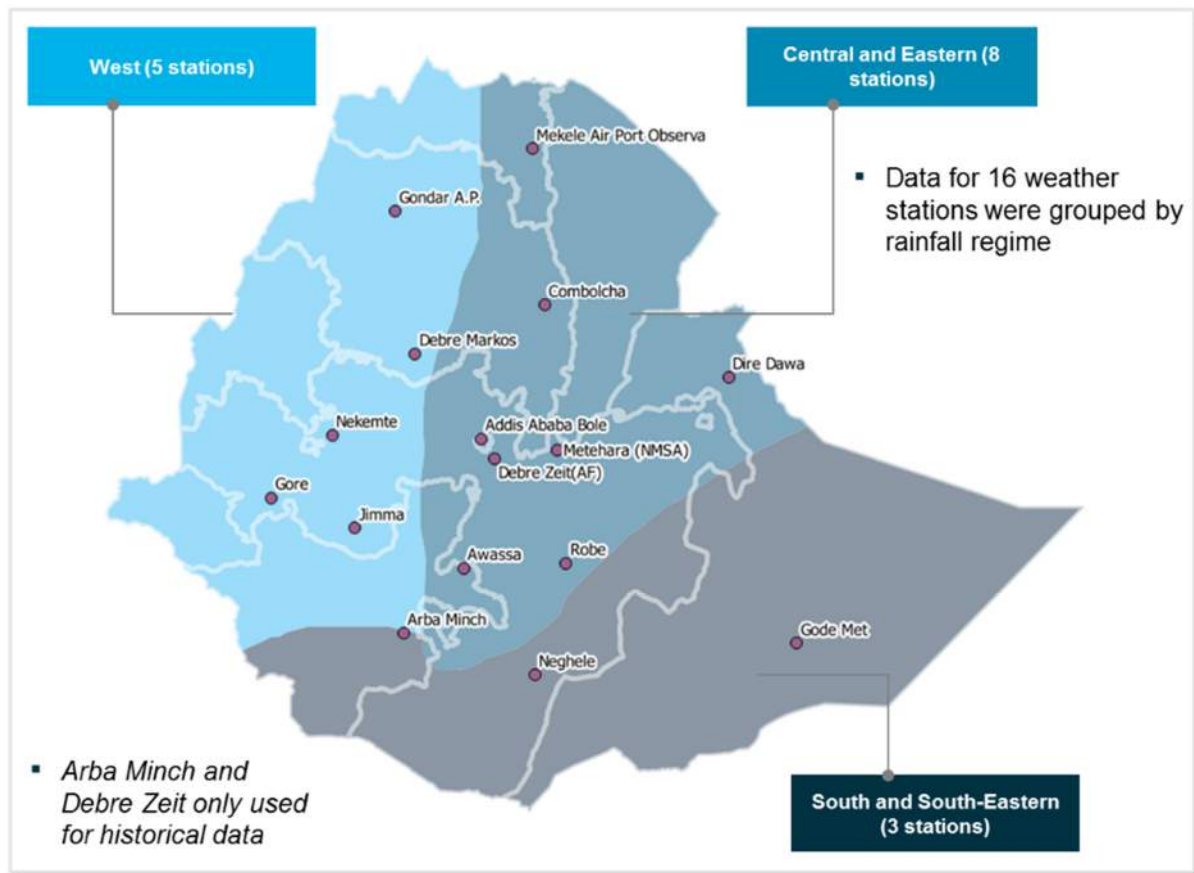 West (5 stations)
Central and Eastern (8
stations)
Mekele Air Port Observa
▪ Data for 16 weather
stations were grouped by
rainfall regime
Gondar A.P.
Combolcha
Debre Markos
Dire Dawa
Nekemte
Addis Ababa Bole
Metehara (NMSA)
Debre Zeit(AF)
Gore
Jimma
Awassa
Robe
Arba Minch
Gode Met
Neghele
▪ Arba Minch and
Debre Zeit only used
for historical data
South and South-Eastern
(3 stations)